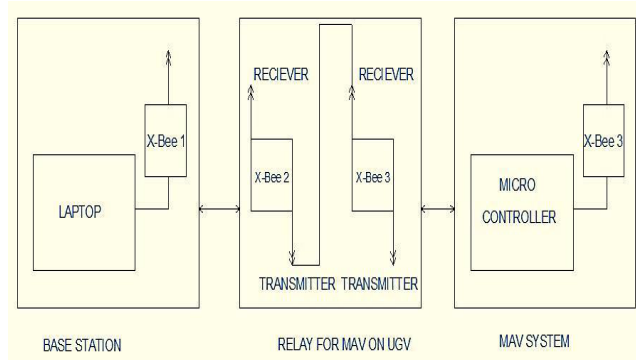 RECIEVER
RECIEVER
X-Bee 1
X-Bee 3
X-Bee 2
X-Bee 3
LAPTOP
MICRO
CONTROLLER
TRANSMITTER
TRANSMITTER
BASE STATION
RELAY FOR MAV ON UGV
MAV SYSTEM